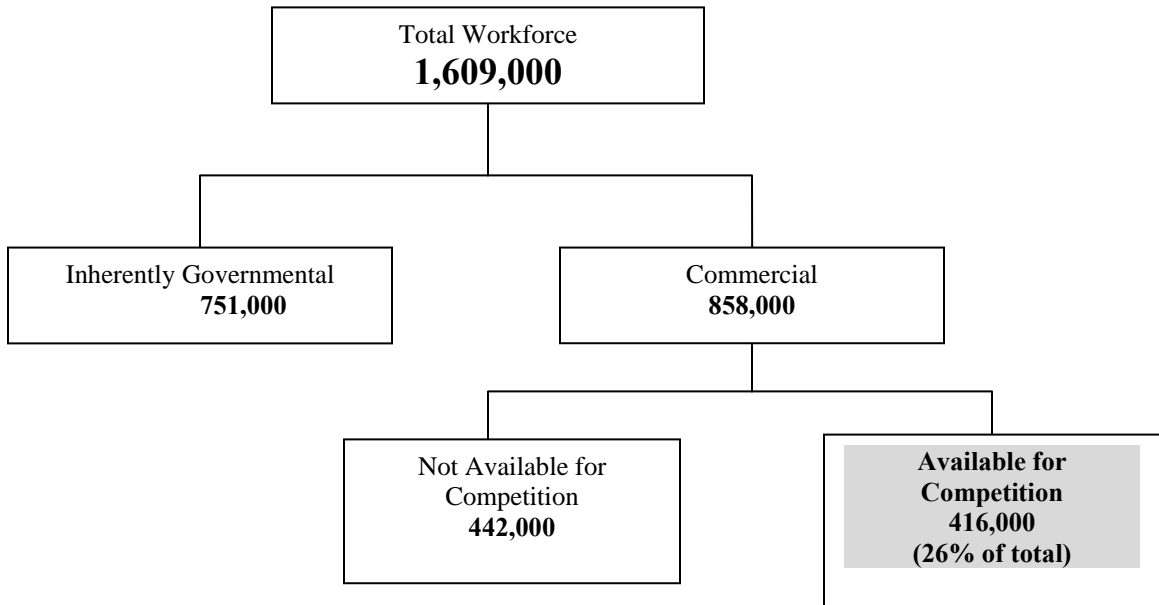 Total Workforce
1,609,000
Inherently Governmental
751,000
Commercial
858,000
Not Available for
Competition
442,000
Available for
Competition
416,000
(26% of total)